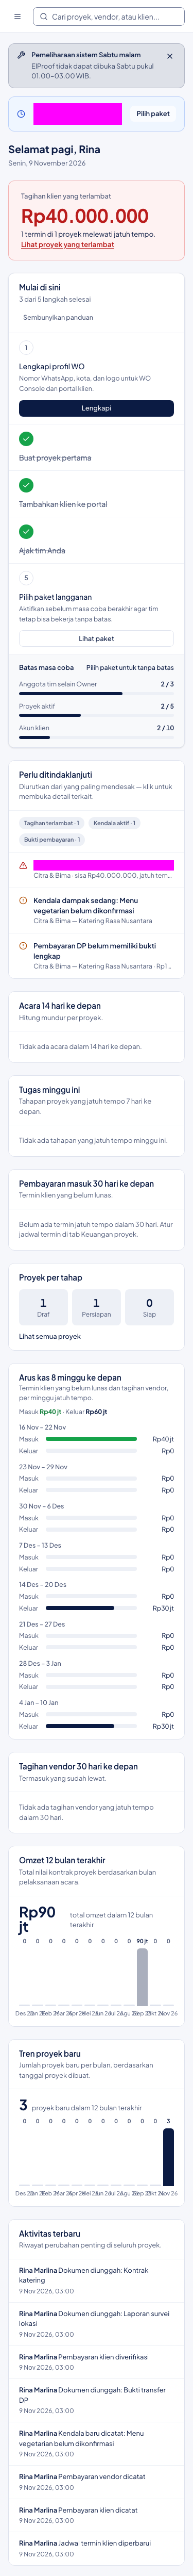 Cari proyek, vendor, atau klien...
Pemeliharaan sistem Sabtu malam
EIProof tidak dapat dibuka Sabtu pukul
01.00–03.00 WIB.
Pilih paket
Selamat pagi, Rina
Senin, 9 November 2026
Tagihan klien yang terlambat
Rp40.000.000
1 termin di 1 proyek melewati jatuh tempo.
Lihat proyek yang terlambat
Mulai di sini
3 dari 5 langkah selesai
Sembunyikan panduan
1
Lengkapi profil WO
Nomor WhatsApp, kota, dan logo untuk WO
Console dan portal klien.
Lengkapi
Buat proyek pertama
Tambahkan klien ke portal
Ajak tim Anda
5
Pilih paket langganan
Aktifkan sebelum masa coba berakhir agar tim
tetap bisa bekerja tanpa batas.
Lihat paket
Batas masa coba Pilih paket untuk tanpa batas
Anggota tim selain Owner 2 / 3
Proyek aktif 2 / 5
Akun klien 2 / 10
Perlu ditindaklanjuti
Diurutkan dari yang paling mendesak — klik untuk
membuka detail terkait.
Tagihan terlambat · 1 Kendala aktif · 1
Bukti pembayaran · 1
Citra & Bima · sisa Rp40.000.000, jatuh tem...
Kendala dampak sedang: Menu
vegetarian belum dikonfirmasi
Citra & Bima — Katering Rasa Nusantara
Pembayaran DP belum memiliki bukti
lengkap
Citra & Bima — Katering Rasa Nusantara · Rp1...
Acara 14 hari ke depan
Hitung mundur per proyek.
Tidak ada acara dalam 14 hari ke depan.
Tugas minggu ini
Tahapan proyek yang jatuh tempo 7 hari ke
depan.
Tidak ada tahapan yang jatuh tempo minggu ini.
Pembayaran masuk 30 hari ke depan
Termin klien yang belum lunas.
Belum ada termin jatuh tempo dalam 30 hari. Atur
jadwal termin di tab Keuangan proyek.
Proyek per tahap
1 1 0
Draf Persiapan Siap
Lihat semua proyek
Arus kas 8 minggu ke depan
Termin klien yang belum lunas dan tagihan vendor,
per minggu jatuh tempo.
Masuk Rp40 jt · Keluar Rp60 jt
16 Nov – 22 Nov
Masuk Rp40 jt
Keluar Rp0
23 Nov – 29 Nov
Masuk Rp0
Keluar Rp0
30 Nov – 6 Des
Masuk Rp0
Keluar Rp0
7 Des – 13 Des
Masuk Rp0
Keluar Rp0
14 Des – 20 Des
Masuk Rp0
Keluar Rp30 jt
21 Des – 27 Des
Masuk Rp0
Keluar Rp0
28 Des – 3 Jan
Masuk Rp0
Keluar Rp0
4 Jan – 10 Jan
Masuk Rp0
Keluar Rp30 jt
Tagihan vendor 30 hari ke depan
Termasuk yang sudah lewat.
Tidak ada tagihan vendor yang jatuh tempo
dalam 30 hari.
Omzet 12 bulan terakhir
Total nilai kontrak proyek berdasarkan bulan
pelaksanaan acara.
Rp90
jt
total omzet dalam 12 bulan
terakhir
0 0 0 0 0 0 0 0 0 90 jt 0 0
Tren proyek baru
Jumlah proyek baru per bulan, berdasarkan
tanggal proyek dibuat.
3 proyek baru dalam 12 bulan terakhir
0 0 0 0 0 0 0 0 0 0 0 3
Aktivitas terbaru
Riwayat perubahan penting di seluruh proyek.
Rina Marlina Dokumen diunggah: Kontrak
katering
9 Nov 2026, 03:00
Rina Marlina Dokumen diunggah: Laporan survei
lokasi
9 Nov 2026, 03:00
Rina Marlina Pembayaran klien diverifikasi
9 Nov 2026, 03:00
Rina Marlina Dokumen diunggah: Bukti transfer
DP
9 Nov 2026, 03:00
Rina Marlina Kendala baru dicatat: Menu
vegetarian belum dikonfirmasi
9 Nov 2026, 03:00
Rina Marlina Pembayaran vendor dicatat
9 Nov 2026, 03:00
Rina Marlina Pembayaran klien dicatat
9 Nov 2026, 03:00
Rina Marlina Jadwal termin klien diperbarui
9 Nov 2026, 03:00